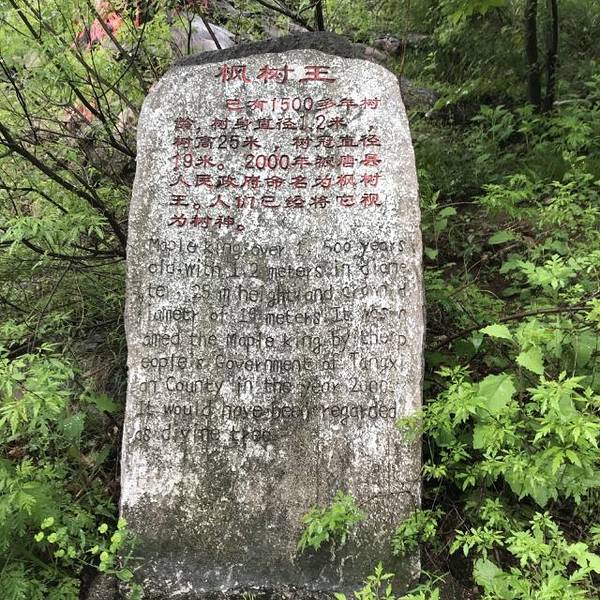 枫树王
已有1500多年树
龄，树身直径1.2米，
树高25米，树冠直径
19米。2000年被唐县
人民政府命名为枫树
王。人们已经将它视
为树神。
Maple king, over 1, 500 years
old, with 1.2 meters in diame
ter, 25 m height, and crown d
iameter of 19 meters. It was n
amed the Maple king by the p
eople's Government of Tangxi
an County in the year 2000.
It would have been regarded
as divine tree.